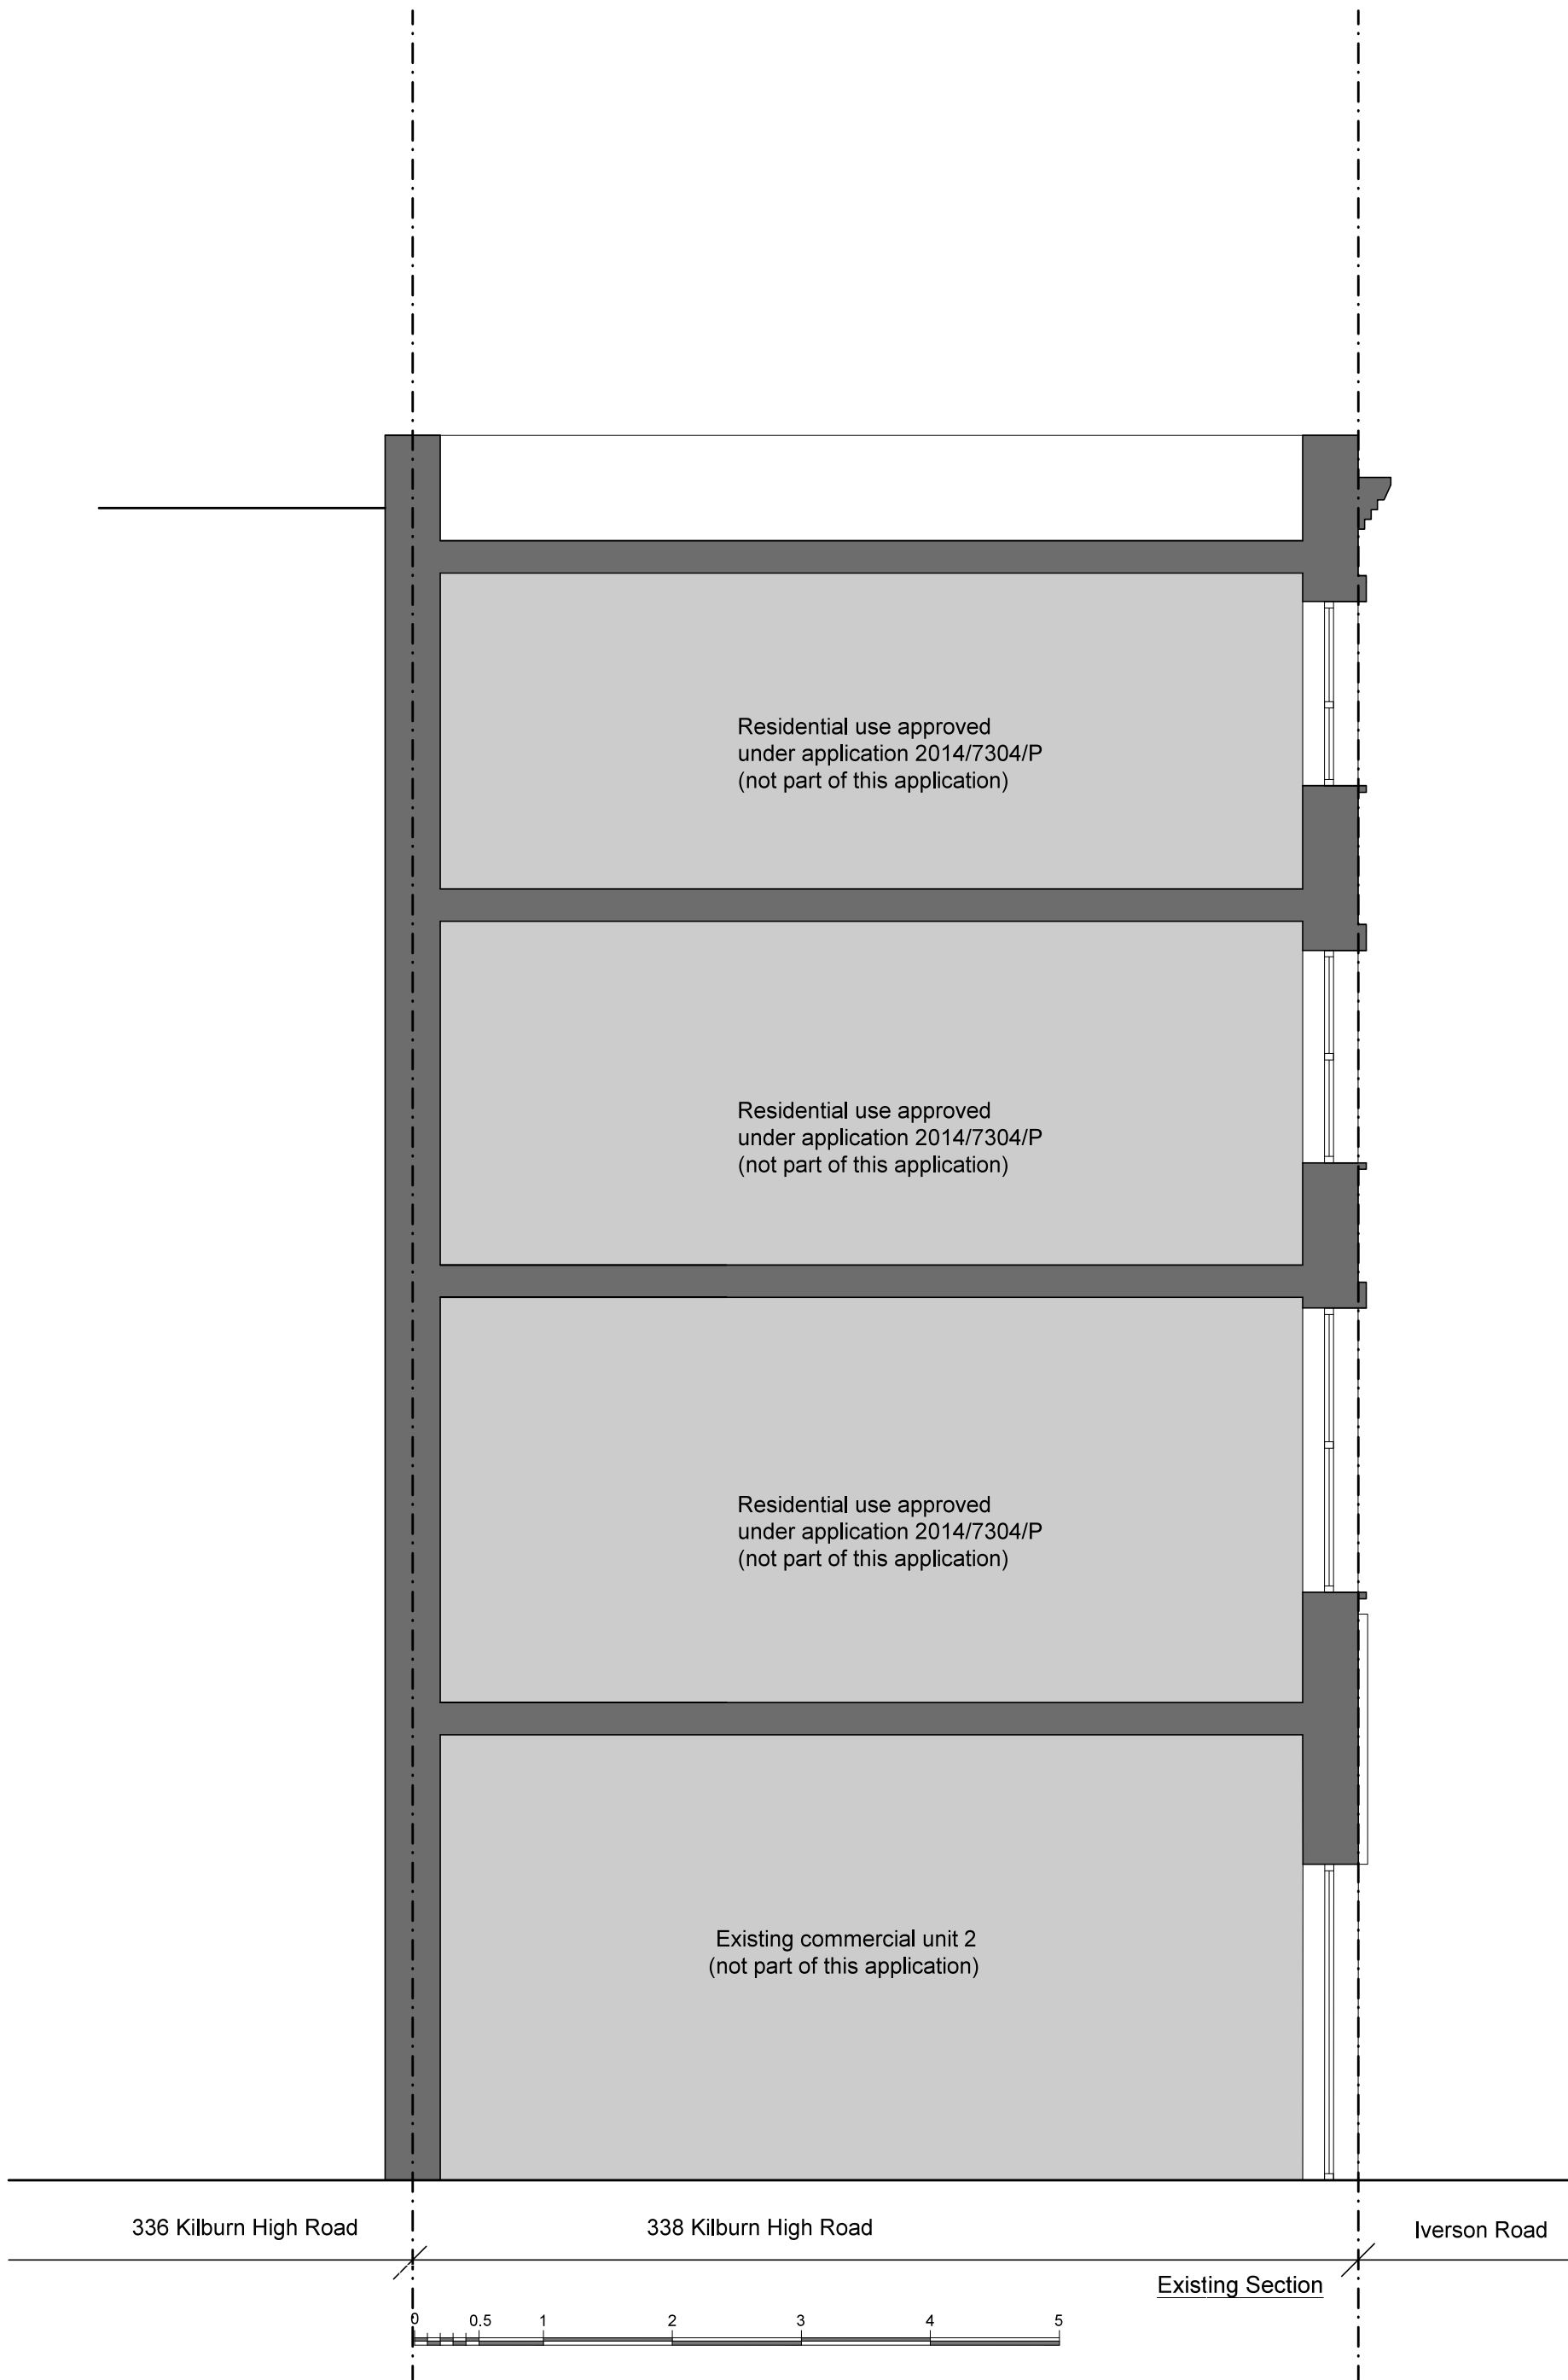 Residential use approved
under application 2014/7304/P
(not part of this application)
Residential use approved
under application 2014/7304/P
(not part of this application)
Residential use approved
under application 2014/7304/P
(not part of this application)
Existing commercial unit 2
(not part of this application)
336 Kilburn High Road
338 Kilburn High Road
Iverson Road
Existing Section
0 0.5 1 2 3 4 5